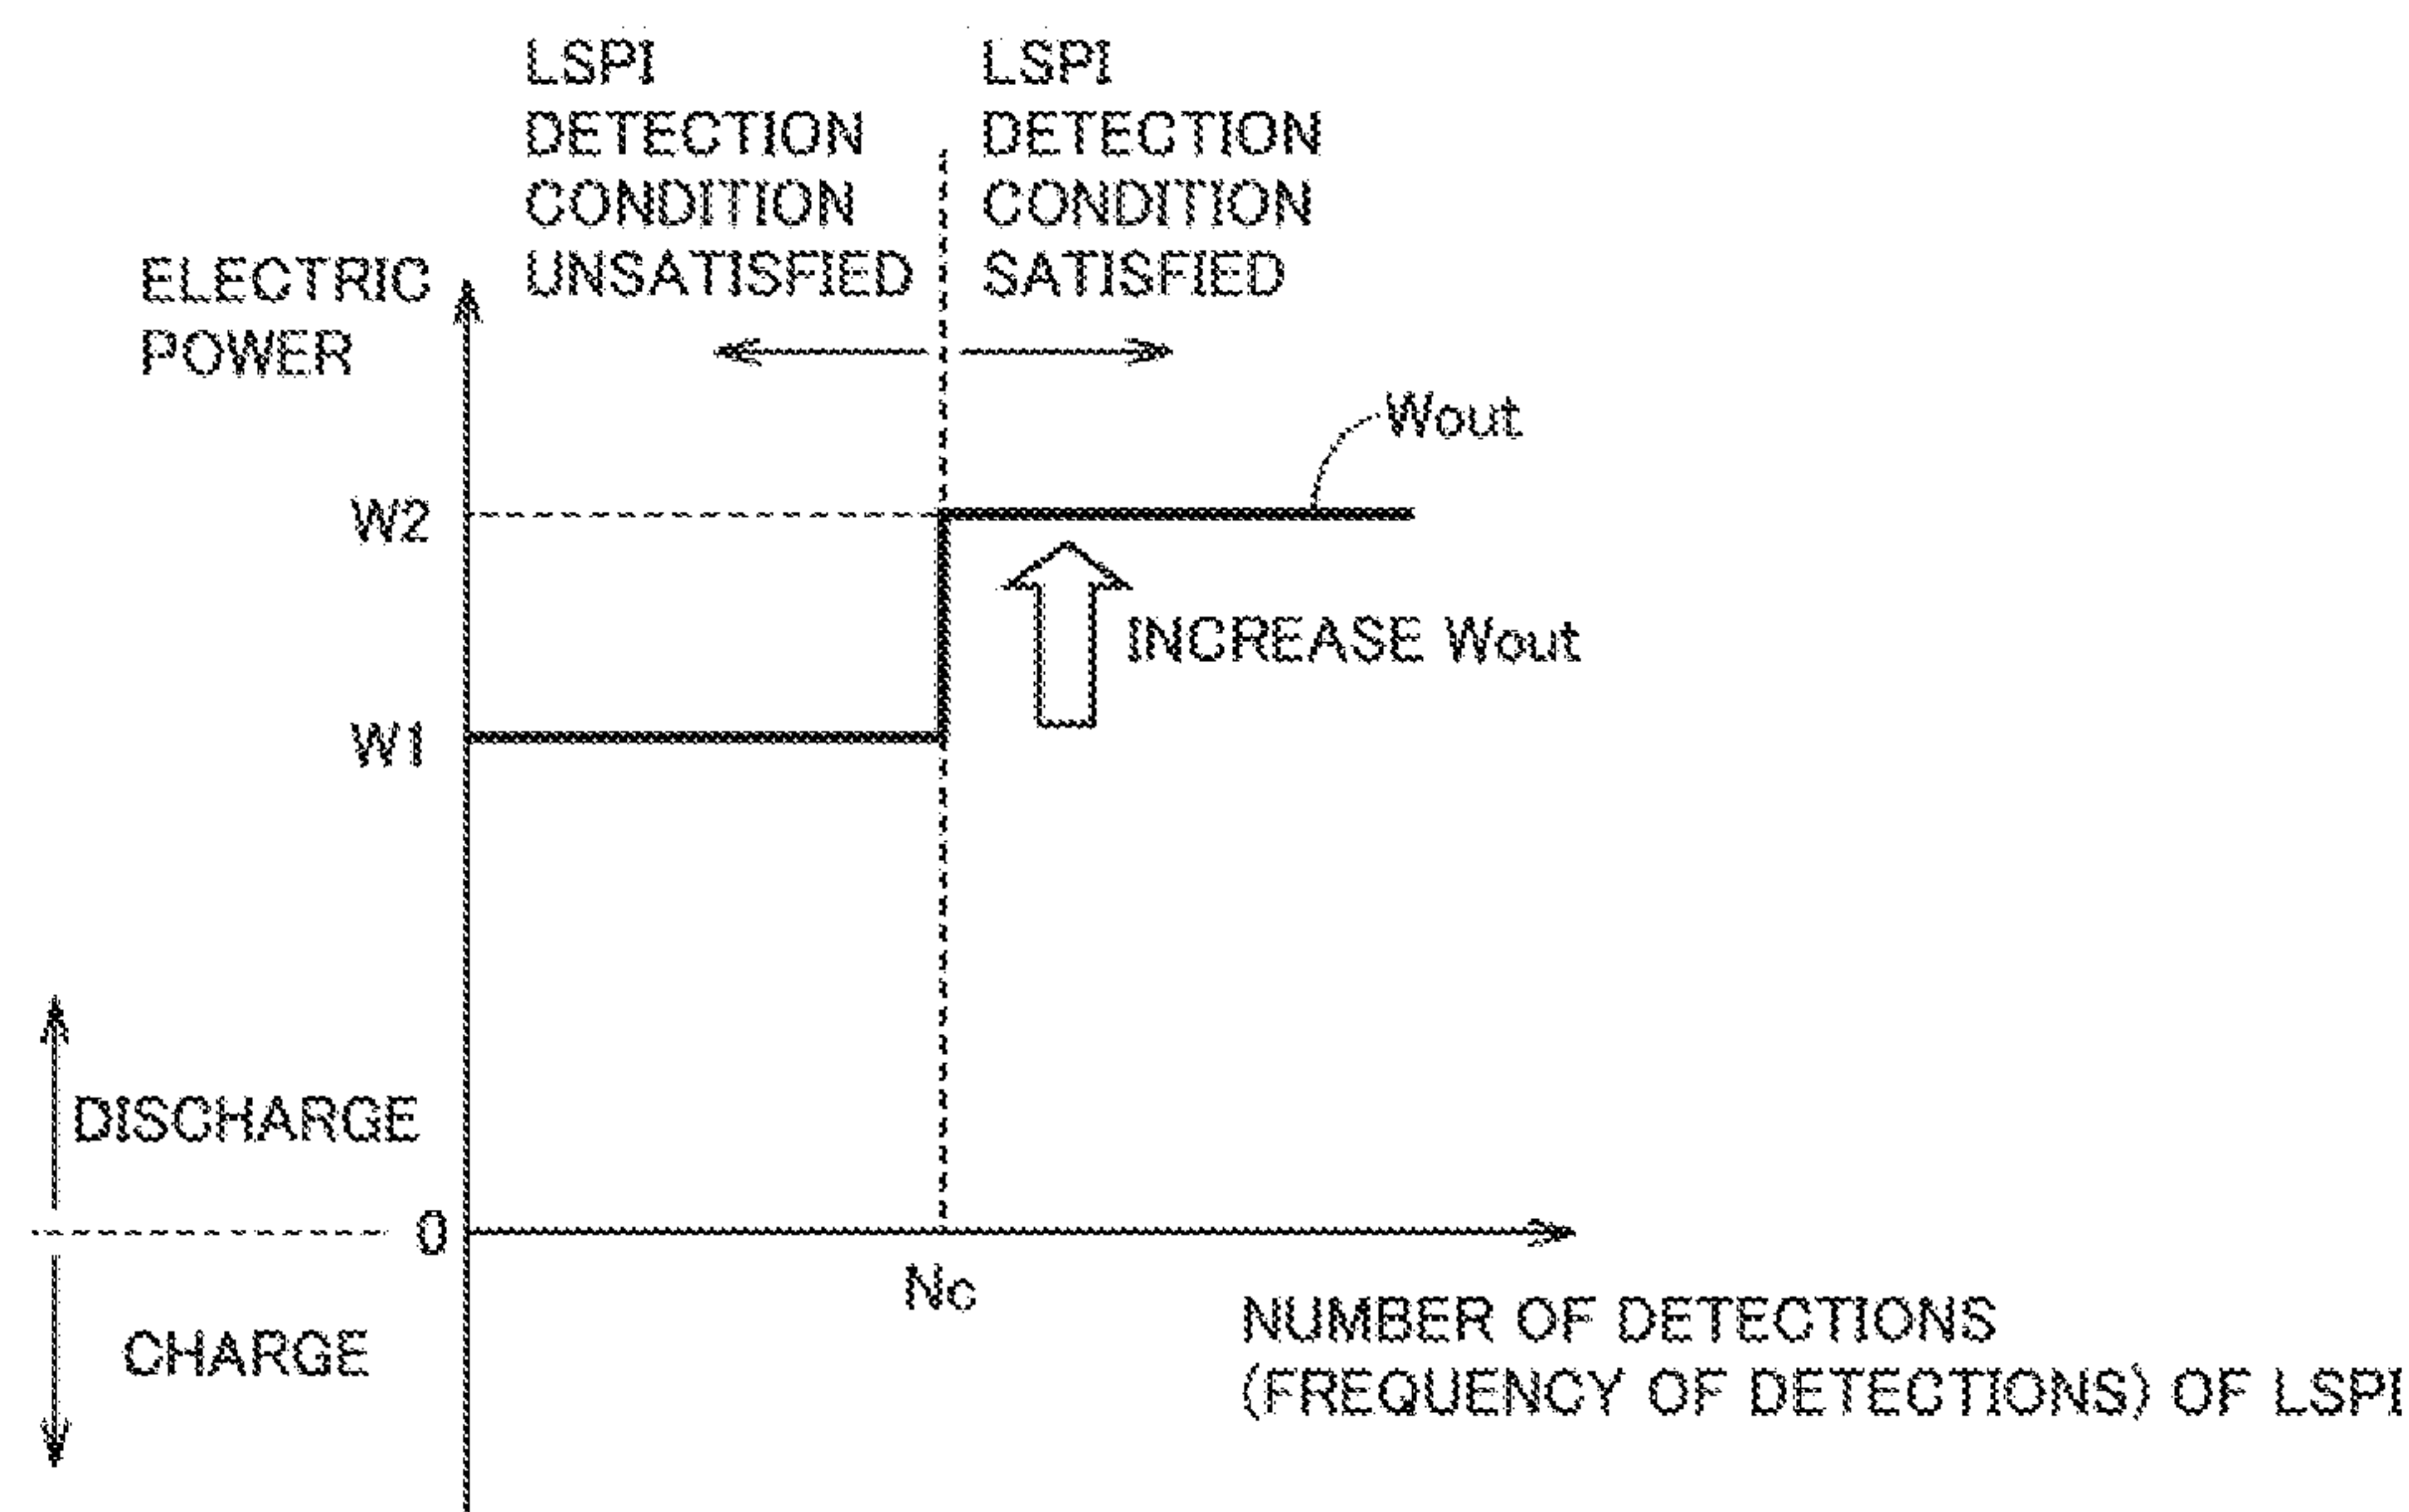 LSPI
DETECTION
CONDITION
UNSATISFIED
LSPI
DETECTION
CONDITION
SATISFIED
ELECTRIC
POWER
Wout
W2
INCREASE Wout
W1
DISCHARGE
0
CHARGE
Nc
NUMBER OF DETECTIONS
(FREQUENCY OF DETECTIONS) OF LSPI